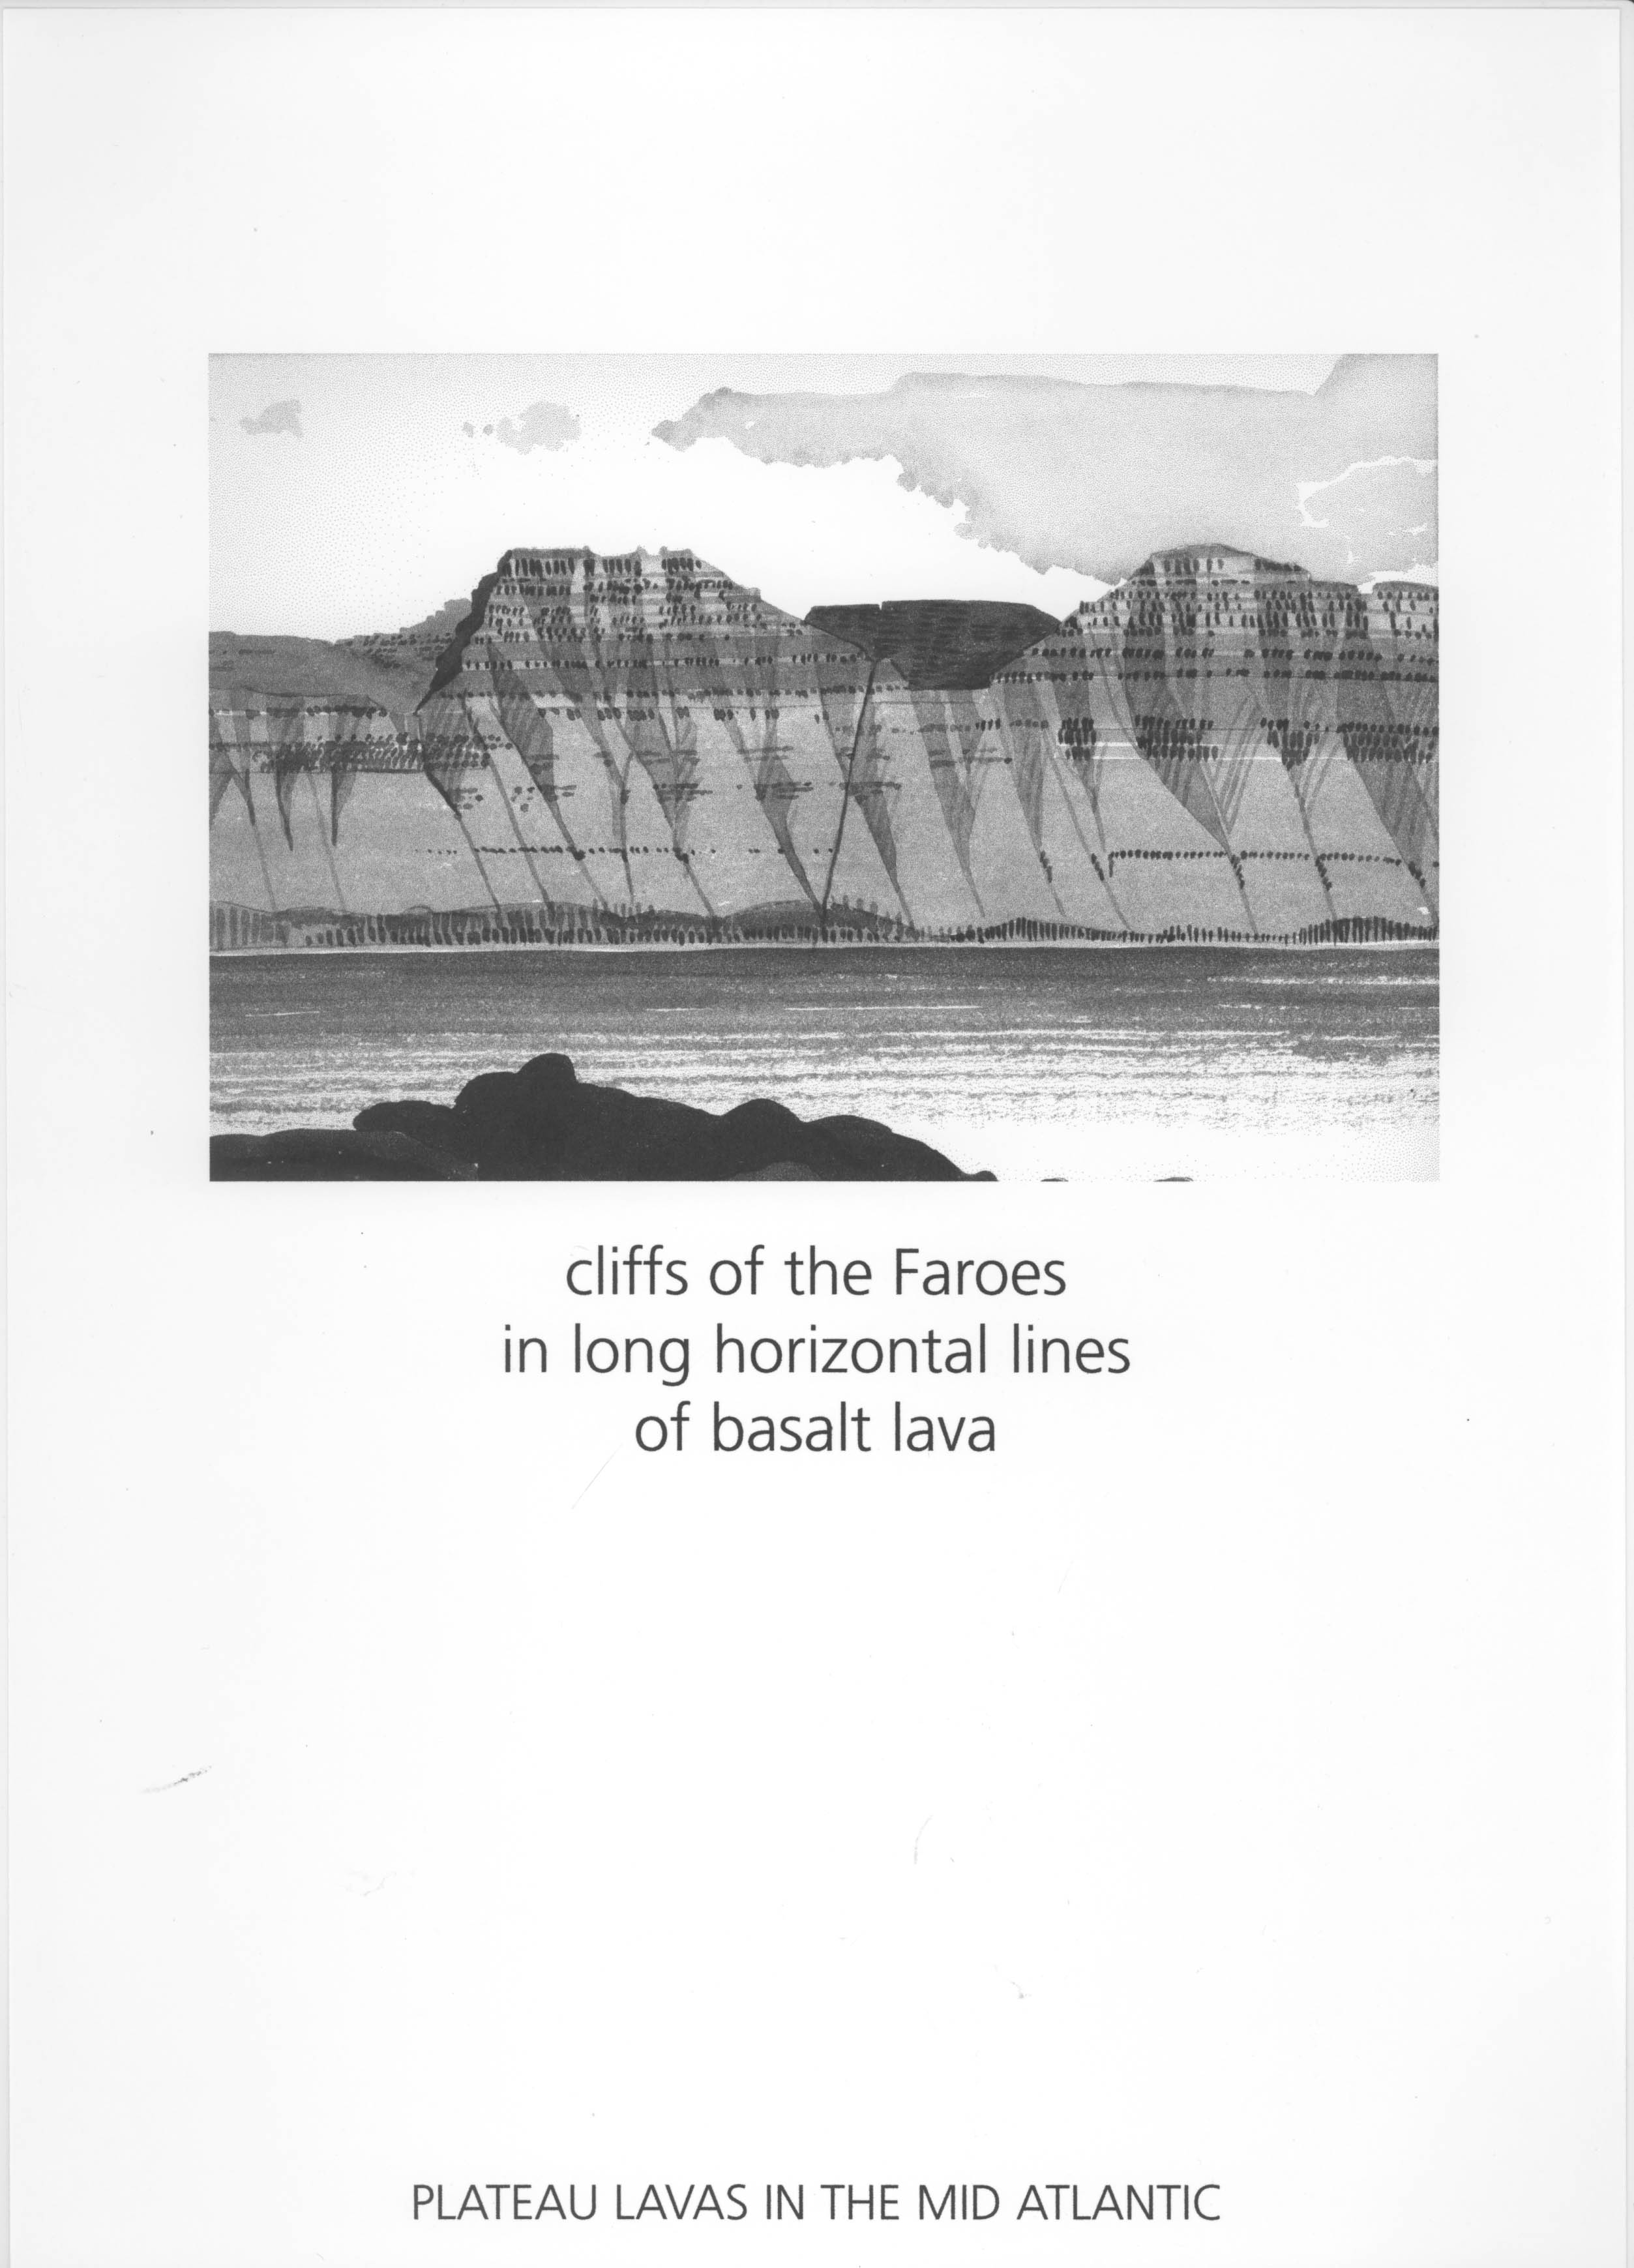 cliffs of the Faroes
in long horizontal lines
of basalt lava
PLATEAU LAVAS IN THE MID ATLANTIC